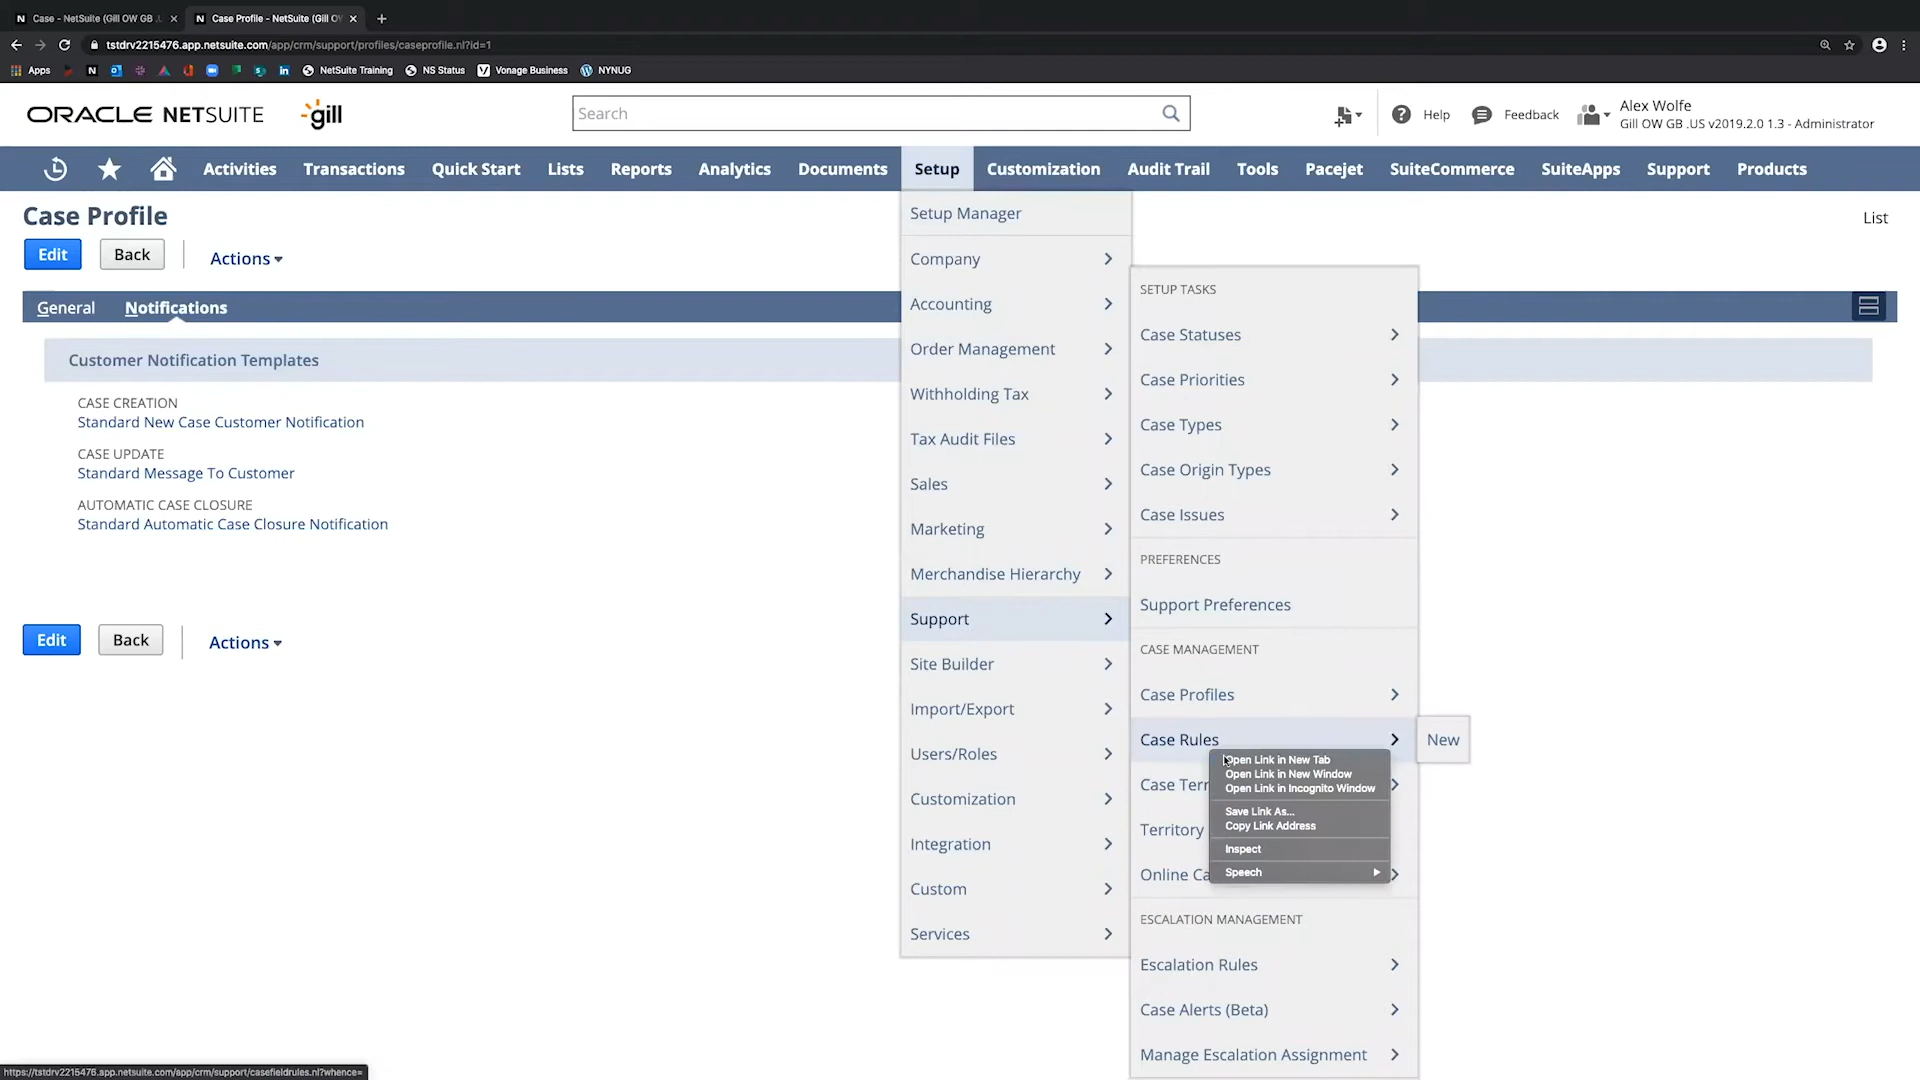 Case - NetSuite (Gill OW GB .U
Case Profile - NetSuite (Gill OW
tstdrv2215476.app.netsuite.com/app/crm/support/profiles/caseprofile.nl?id=1
Apps
NetSuite Training
NS Status
Vonage Business
NYNUG
ORACLE NETSUITE
gill
Search
Help
Feedback
Alex Wolfe
Gill OW GB .US v2019.2.0 1.3 - Administrator
Activities
Transactions
Quick Start
Lists
Reports
Analytics
Documents
Setup
Customization
Audit Trail
Tools
Pacejet
SuiteCommerce
SuiteApps
Support
Products
Case Profile
List
Edit
Back
Actions
General
Notifications
Customer Notification Templates
CASE CREATION
Standard New Case Customer Notification
CASE UPDATE
Standard Message To Customer
AUTOMATIC CASE CLOSURE
Standard Automatic Case Closure Notification
Edit
Back
Actions
Setup Manager
Company
Accounting
Order Management
Withholding Tax
Tax Audit Files
Sales
Marketing
Merchandise Hierarchy
Support
Site Builder
Import/Export
Users/Roles
Customization
Integration
Custom
Services
SETUP TASKS
Case Statuses
Case Priorities
Case Types
Case Origin Types
Case Issues
PREFERENCES
Support Preferences
CASE MANAGEMENT
Case Profiles
Case Rules
New
Case Terr
Territory
Online Ca
Open Link in New Tab
Open Link in New Window
Open Link in Incognito Window
Save Link As...
Copy Link Address
Inspect
Speech
ESCALATION MANAGEMENT
Escalation Rules
Case Alerts (Beta)
Manage Escalation Assignment
https://tstdrv2215476.app.netsuite.com/app/crm/support/casefieldrules.nl?whence=